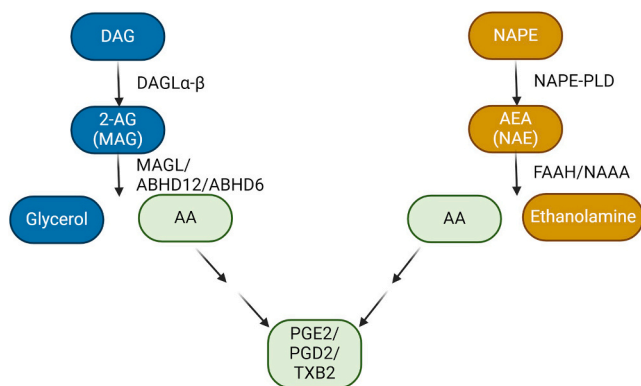 DAG
NAPE
DAGLα-β
NAPE-PLD
2-AG
(MAG)
AEA
(NAE)
MAGL/
ABHD12/ABHD6
FAAH/NAAA
Glycerol
AA
AA
Ethanolamine
PGE2/
PGD2/
TXB2